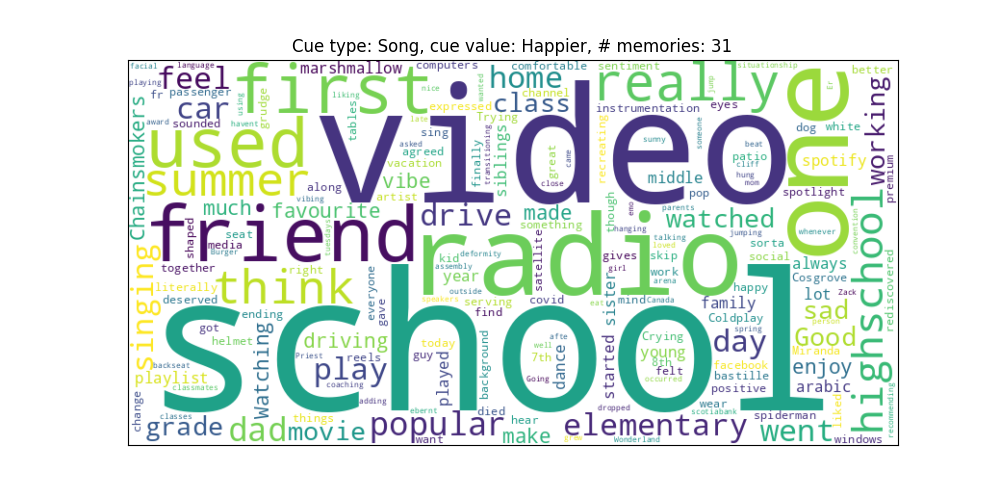 Cue type: Song, cue value: Happier, # memories: 31
facial language feel first marshmallow computers comfortable sentiment situationship better
playing passenger fr car using grudge liking home nice wanted really jump one Er
Chainsmokers sounded used tables video expressed channel class Trying instrumentation eyes dog white working
award havent late asked sing agreed finally transitioning siblings great recreating sunny someone beat patio cliff spotify premium
summer along vacation vibe artist vibing came close middle pop hung mom spotlight
much favourite friend drive made something though emo watched parents whenever convention highschool
shaped seat media Burger tuesdays radio satellite hanging talking loved jumping sorta
together right kid deformity year assembly gives girl skip work arena social always Cosgrove rediscovered
singing literally think everyone gave outside serving covid eat sister mind Canada happy family lot Zack
deserved ending school speakers find Coldplay spring sad person
got helmet driving today 7th afte well Crying young 8th day Good
change playlist backseat classmates Watching Priest reels guy play played background Going dance started felt occurred facebook bastille Miranda enjoy
coaching adding dropped wear positive arabic liked
classes grade dad things movie ebernt popular want died hear make grew elementary Wonderland scotiabank spiderman went windows recommending